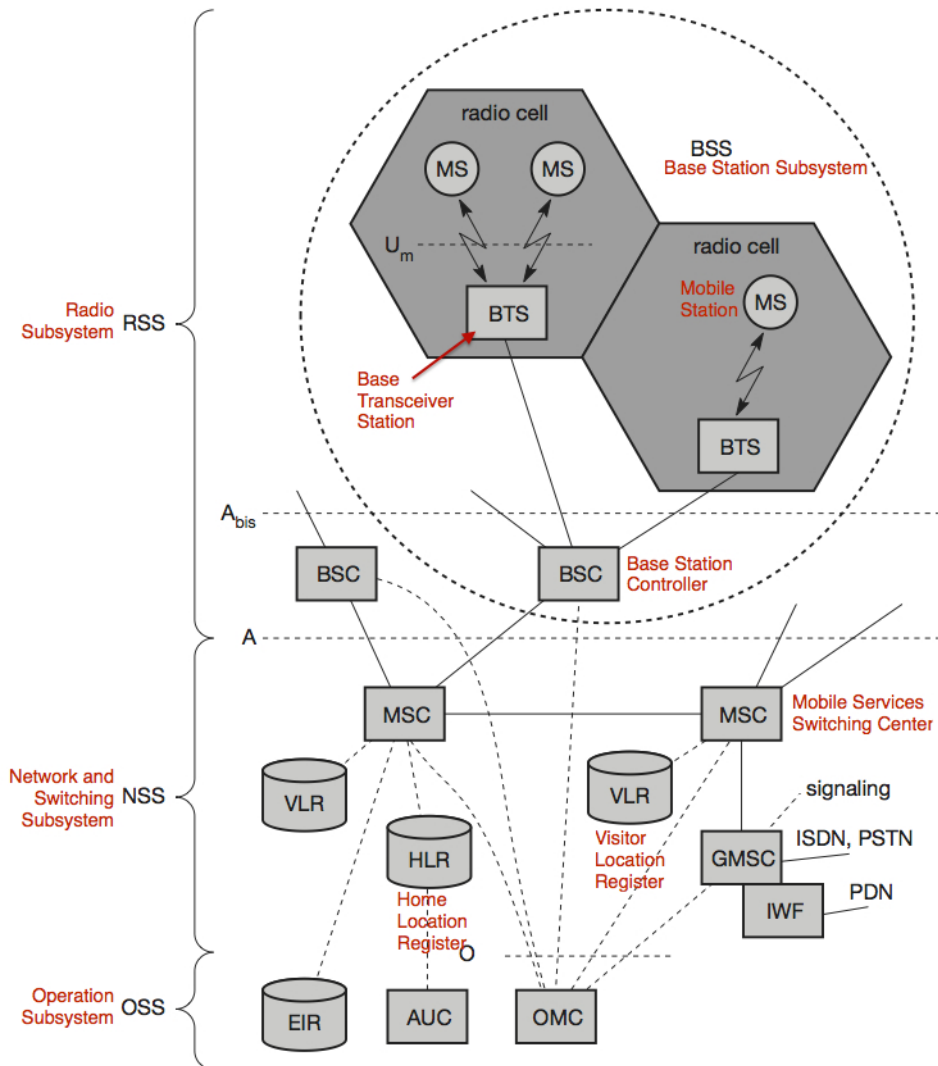 radio cell
MS
MS
BSS
Base Station Subsystem
U_m
radio cell
Mobile
Station
MS
Radio
Subsystem
RSS
BTS
Base
Transceiver
Station
BTS
A_bis
BSC
BSC
Base Station
Controller
A
MSC
MSC
Mobile Services
Switching Center
Network and
Switching
Subsystem
NSS
VLR
VLR
signaling
HLR
Visitor
Location
Register
GMSC
ISDN, PSTN
Home
Location
Register
IWF
PDN
O
Operation
Subsystem
OSS
EIR
AUC
OMC